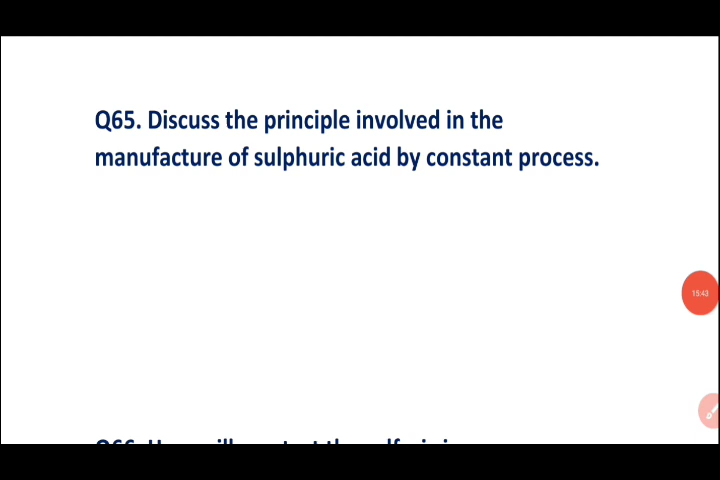 Q65. Discuss the principle involved in the
manufacture of sulphuric acid by constant process.
15:43